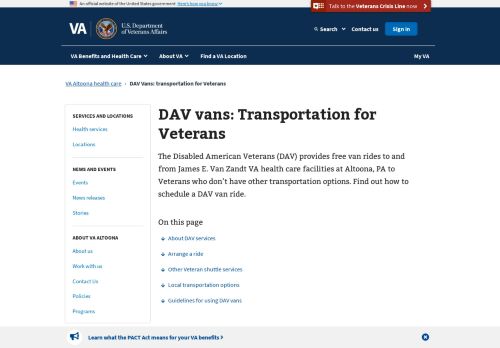 An official website of the United States government Here's how you know
Talk to the Veterans Crisis Line now
VA
U.S. Department
of Veterans Affairs
Search
Contact us
Sign in
VA Benefits and Health Care
About VA
Find a VA Location
My VA
VA Altoona health care › DAV Vans: transportation for Veterans
SERVICES AND LOCATIONS
Health services
Locations
NEWS AND EVENTS
Events
News releases
Stories
ABOUT VA ALTOONA
About us
Work with us
Contact Us
Policies
Programs
DAV vans: Transportation for
Veterans
The Disabled American Veterans (DAV) provides free van rides to and
from James E. Van Zandt VA health care facilities at Altoona, PA to
Veterans who don't have other transportation options. Find out how to
schedule a DAV van ride.
On this page
About DAV services
Arrange a ride
Other Veteran shuttle services
Local transportation options
Guidelines for using DAV vans
Learn what the PACT Act means for your VA benefits